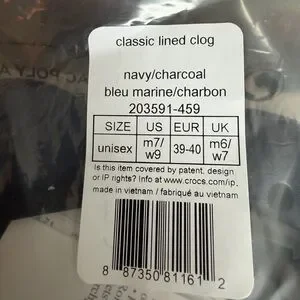 classic lined clog
navy/charcoal
bleu marine/charbon
203591-459
SIZE US EUR UK
unisex m7/w9 39-40 m6/w7
Is this item covered by patent, design
or IP rights? Info at www.crocs.com/ip,
made in vietnam / fabriqué au vietnam
8 87350 81161 2